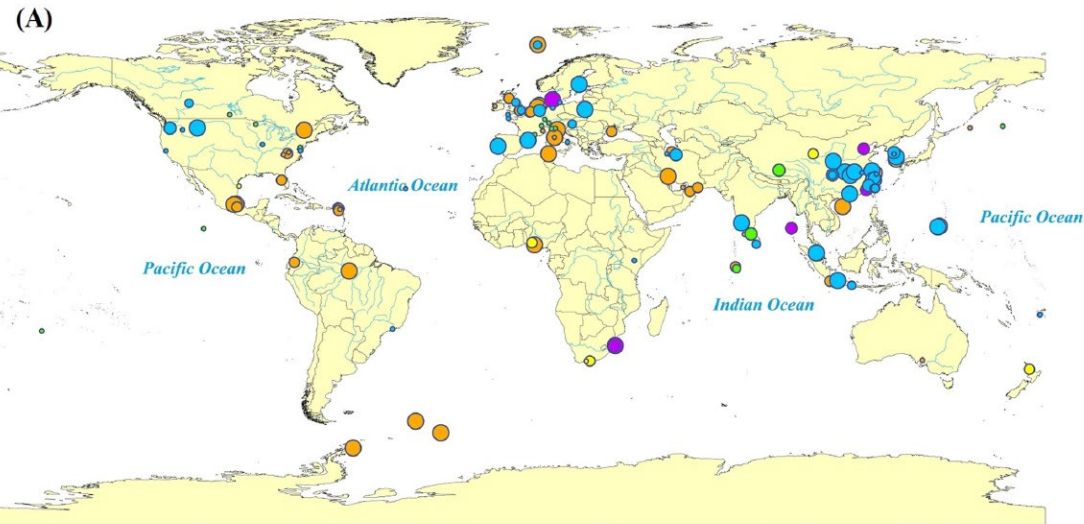 (A)
Atlantic Ocean
Pacific Ocean
Pacific Ocean
Indian Ocean